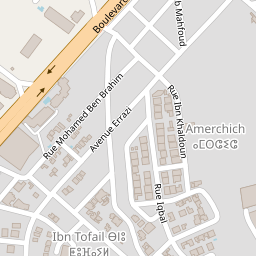 Boulevard
b Mahfoud
Rue Mohamed Ben Brahim
Avenue Errazi
Rue Ibn Khaldoun
Amerchich
ⴰⵎⵔⵛⵉⵛ
Rue Iqbal
Ibn Tofail